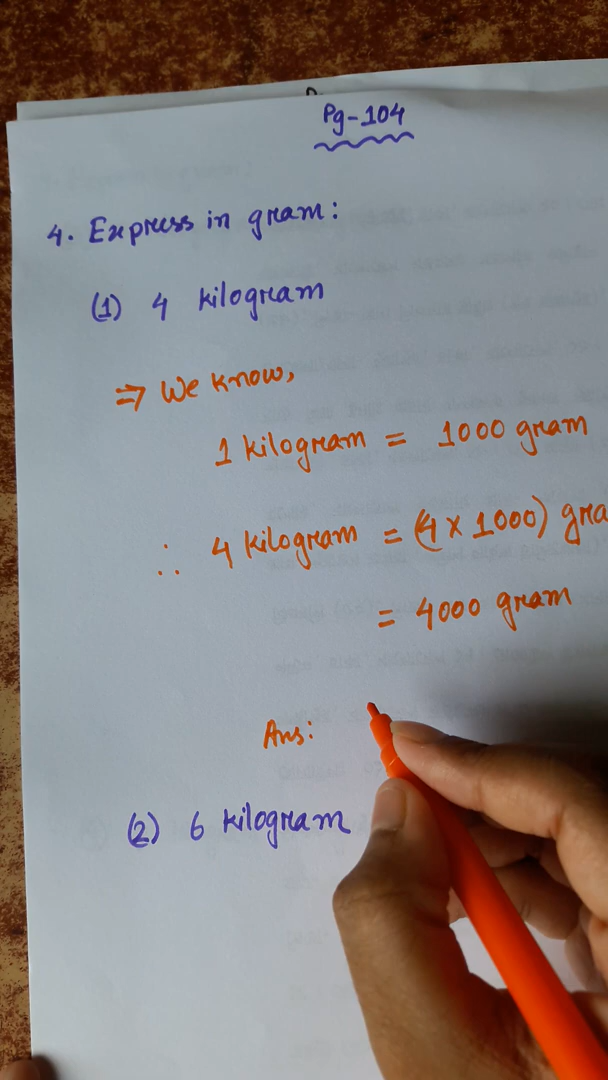 Pg-104
4. Express in gram:
(1) 4 kilogram
⇒ We know,
1 kilogram = 1000 gram
∴ 4 kilogram = (4 × 1000) gra
= 4000 gram
Ans:
(2) 6 kilogram